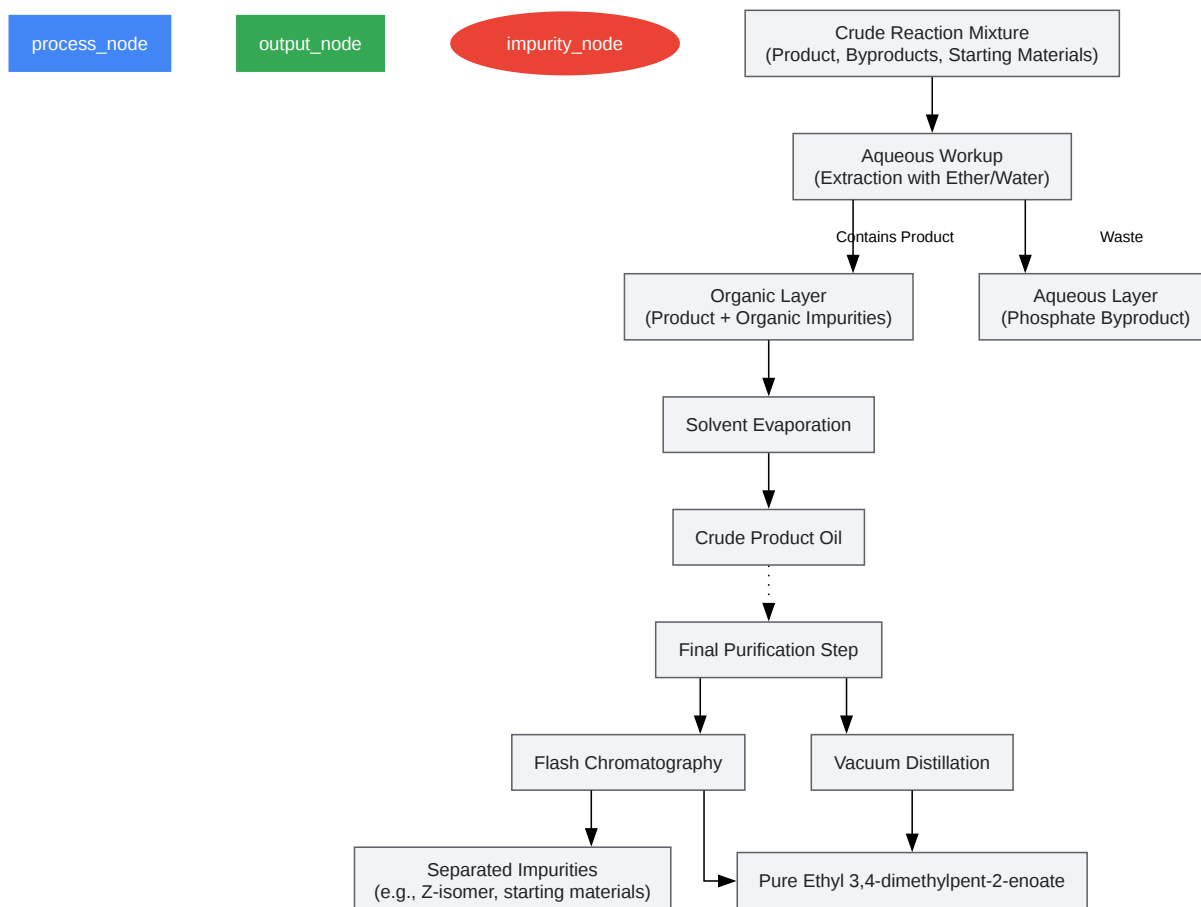 process_node
output_node
impurity_node
Crude Reaction Mixture
(Product, Byproducts, Starting Materials)
Aqueous Workup
(Extraction with Ether/Water)
Contains Product
Waste
Organic Layer
(Product + Organic Impurities)
Aqueous Layer
(Phosphate Byproduct)
Solvent Evaporation
Crude Product Oil
Final Purification Step
Flash Chromatography
Vacuum Distillation
Separated Impurities
(e.g., Z-isomer, starting materials)
Pure Ethyl 3,4-dimethylpent-2-enoate